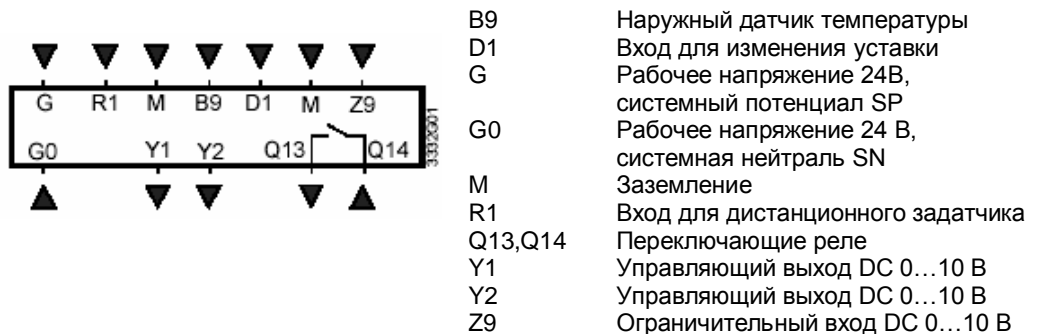 G R1 M B9 D1 M Z9
G0 Y1 Y2 Q13 Q14
3332G01
B9 Наружный датчик температуры
D1 Вход для изменения уставки
G Рабочее напряжение 24В,
системный потенциал SP
G0 Рабочее напряжение 24 В,
системная нейтраль SN
M Заземление
R1 Вход для дистанционного задатчика
Q13,Q14 Переключающие реле
Y1 Управляющий выход DC 0…10 В
Y2 Управляющий выход DC 0…10 В
Z9 Ограничительный вход DC 0…10 В